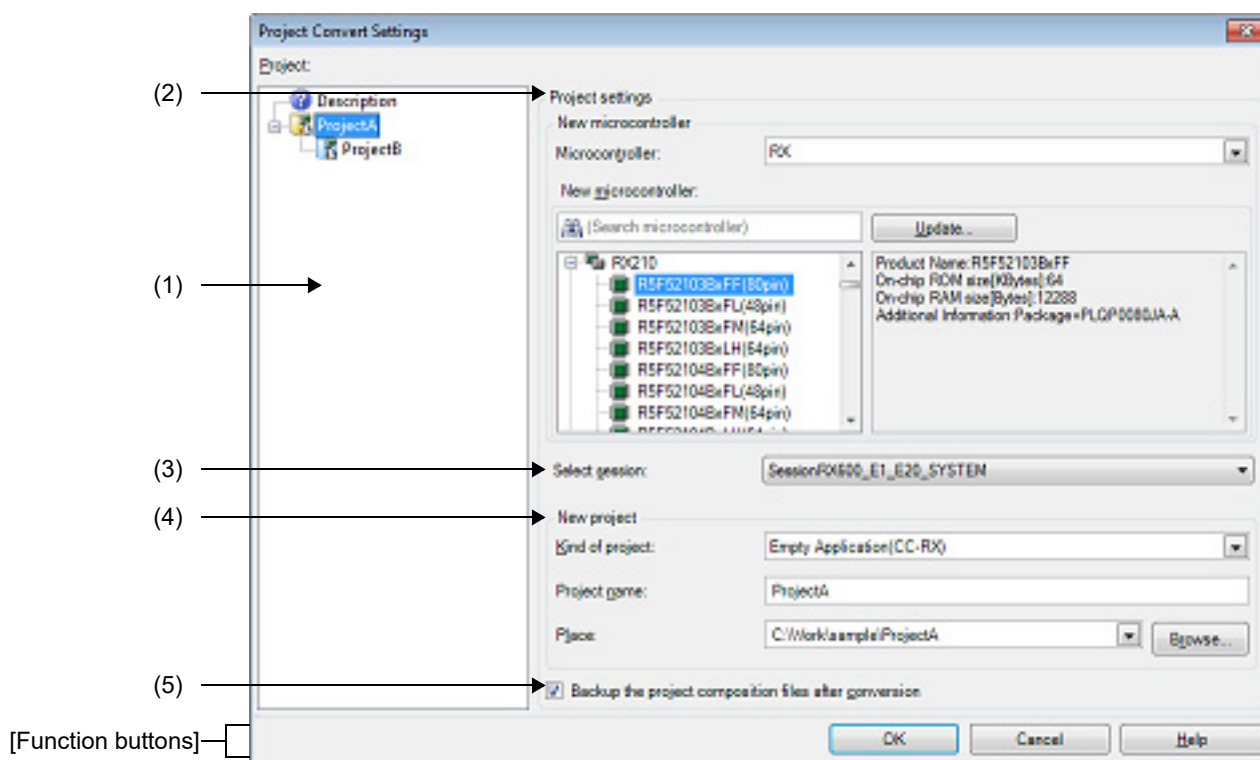 Project Convert Settings
Project:
(2)
Description
ProjectA
ProjectB
(1)
Project settings
New microcontroller
Microcontroller:
RX
New microcontroller:
(Search microcontroller)
Update...
RX210
R5F52103BxFF(80pin)
R5F52103BxFL(48pin)
R5F52103BxFM(64pin)
R5F52103BxLH(64pin)
R5F52104BxFF(80pin)
R5F52104BxFL(48pin)
R5F52104BxFM(64pin)
Product Name:R5F52103BxFF
On-chip ROM size[KBytes]:64
On-chip RAM size[Bytes]:12288
Additional Information:Package=PLQP0080JA-A
(3)
Select session:
SessionRX600_E1_E20_SYSTEM
(4)
New project
Kind of project:
Empty Application(CC-RX)
Project name:
ProjectA
Place:
C:\Work\sample\ProjectA
Browse...
(5)
Backup the project composition files after conversion
[Function buttons]
OK
Cancel
Help